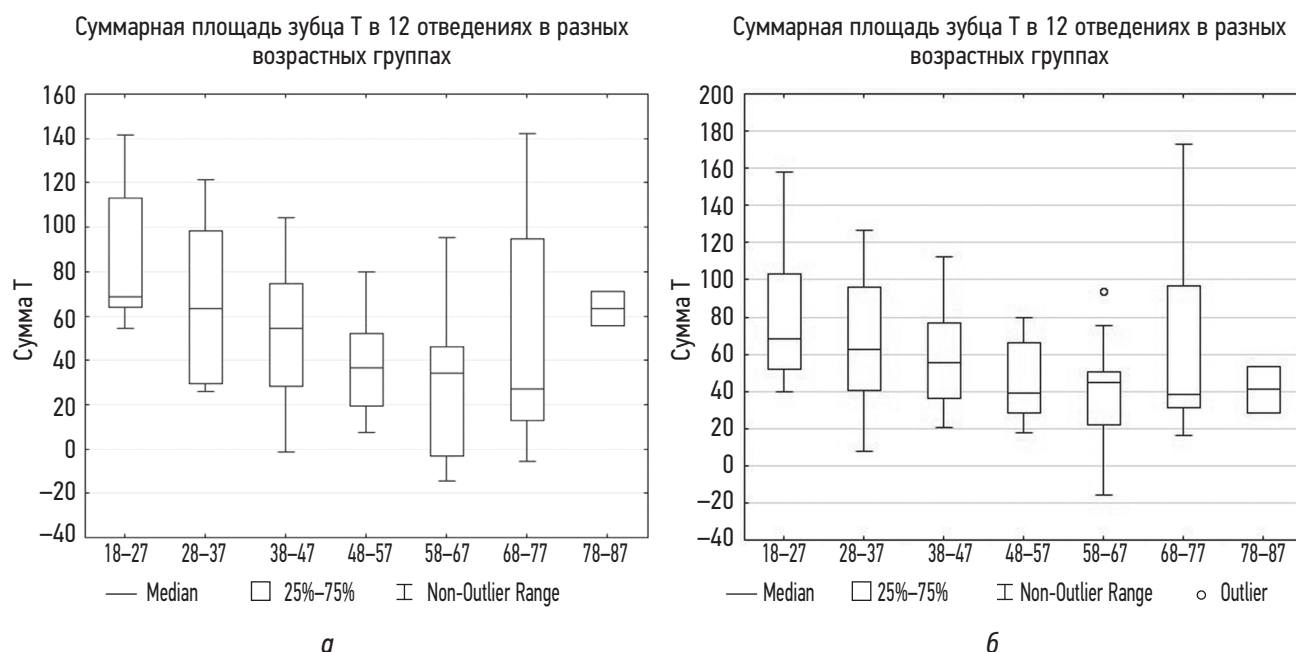 Суммарная площадь зубца Т в 12 отведениях в разных
возрастных группах
Сумма Т
160
140
120
100
80
60
40
20
0
–20
–40
18–27 28–37 38–47 48–57 58–67 68–77 78–87
Median 25%–75% Non-Outlier Range
а
Суммарная площадь зубца Т в 12 отведениях в разных
возрастных группах
Сумма Т
200
180
160
140
120
100
80
60
40
20
0
–20
–40
18–27 28–37 38–47 48–57 58–67 68–77 78–87
Median 25%–75% Non-Outlier Range Outlier
б